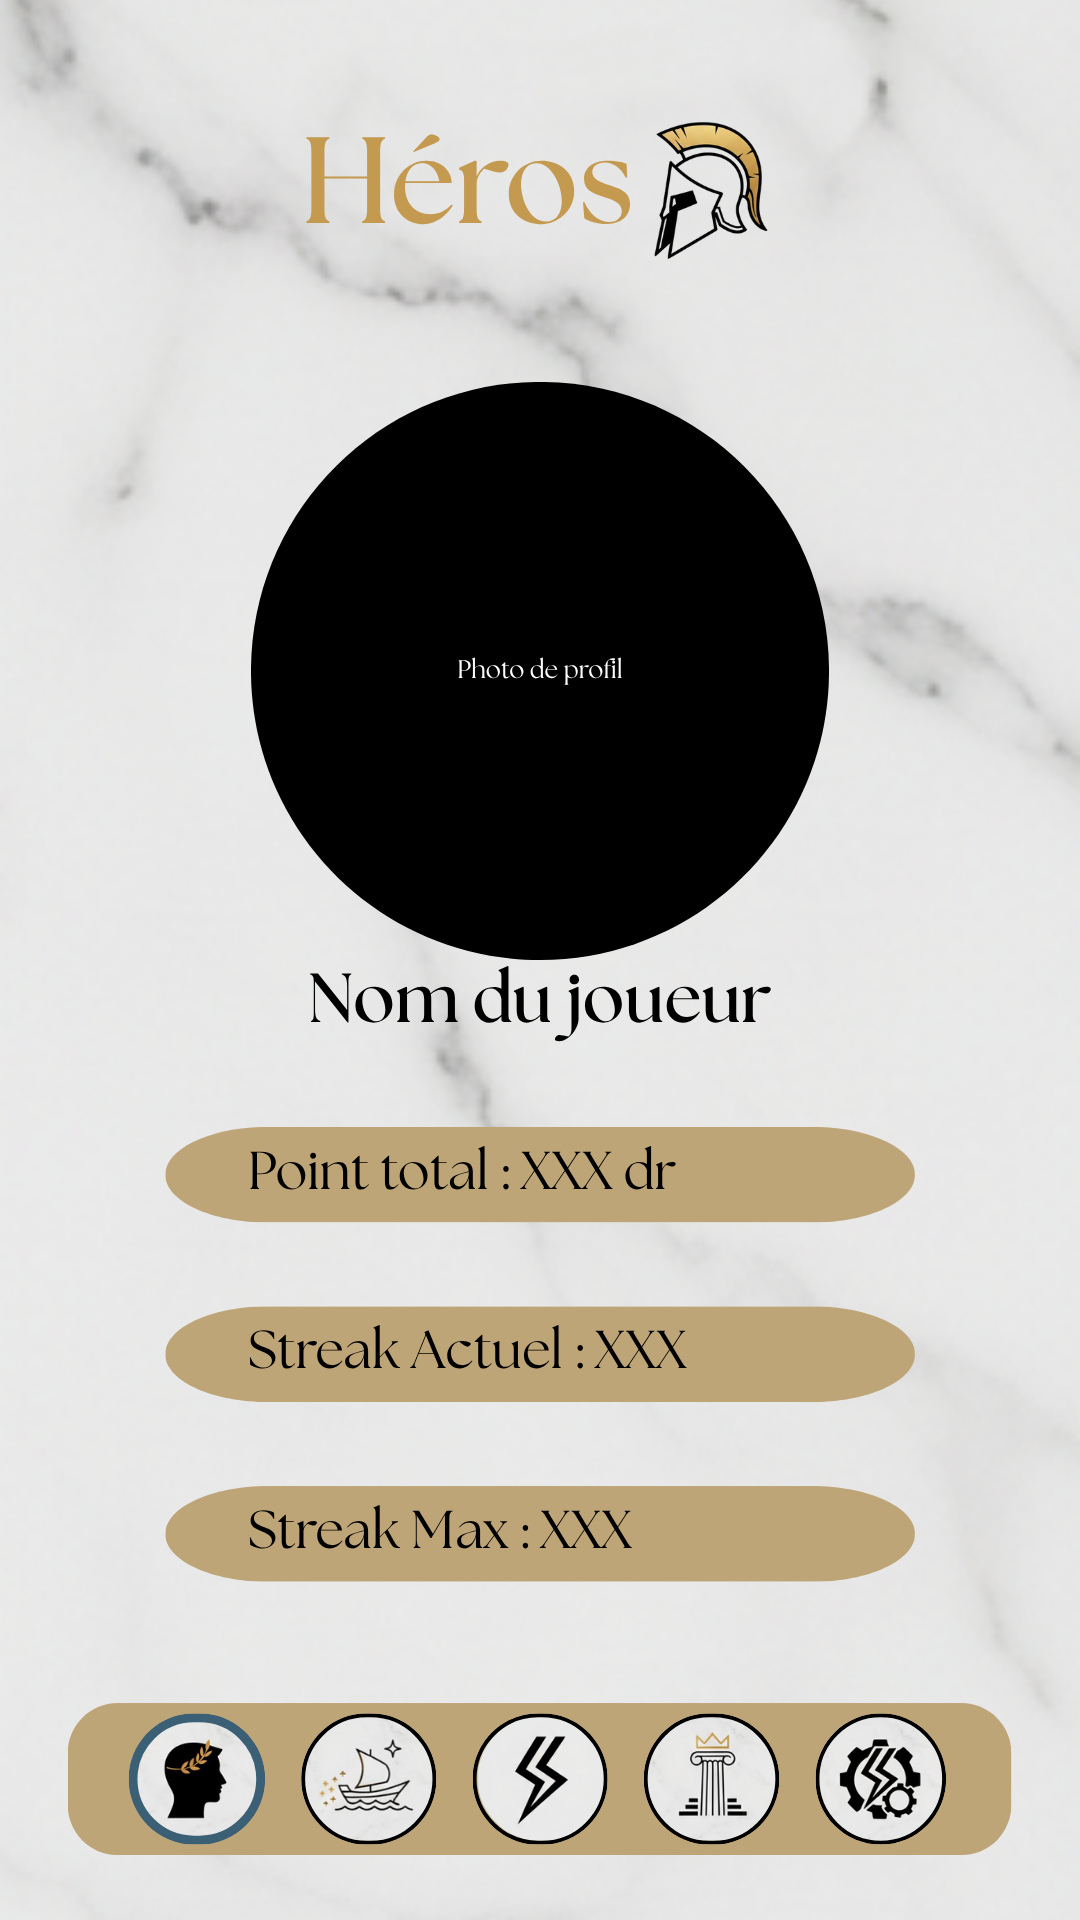 Héros
Photo de profil
Nom du joueur
Point total : XXX dr
Streak Actuel : XXX
Streak Max : XXX